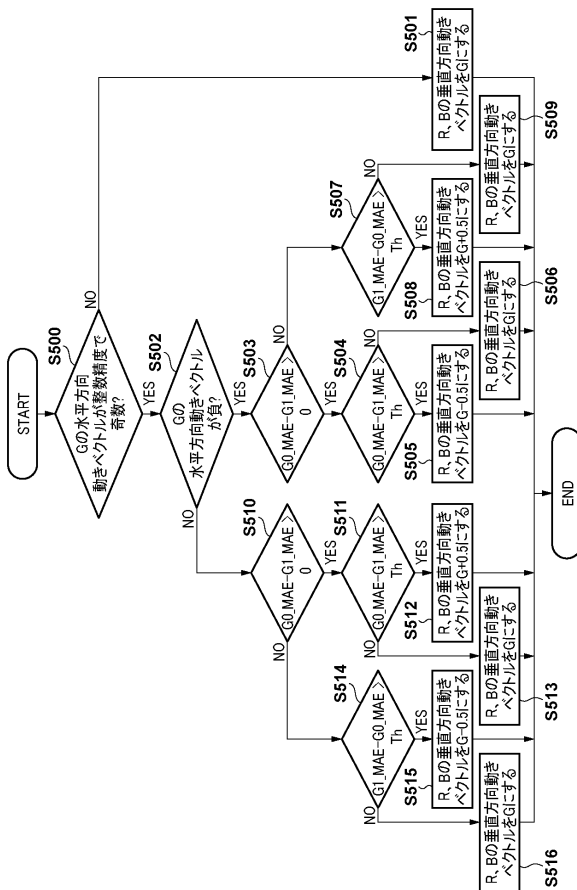 START
S500
Gの水平方向
動きベクトルが整数精度で
奇数?
NO
YES
S501
R、Bの垂直方向動き
ベクトルをGにする
S502
Gの
水平方向動きベクトル
が負?
NO
YES
S503
G0_MAE-G1_MAE>
0
NO
YES
S504
G0_MAE-G1_MAE>
Th
NO
YES
S505
R、Bの垂直方向動き
ベクトルをG-0.5にする
S506
R、Bの垂直方向動き
ベクトルをGにする
S507
G1_MAE-G0_MAE>
Th
NO
YES
S508
R、Bの垂直方向動き
ベクトルをG+0.5にする
S509
R、Bの垂直方向動き
ベクトルをGにする
S510
G0_MAE-G1_MAE>
0
NO
YES
S511
G0_MAE-G1_MAE>
Th
NO
YES
S512
R、Bの垂直方向動き
ベクトルをG+0.5にする
S513
R、Bの垂直方向動き
ベクトルをGにする
S514
G1_MAE-G0_MAE>
Th
NO
YES
S515
R、Bの垂直方向動き
ベクトルをG-0.5にする
S516
R、Bの垂直方向動き
ベクトルをGにする
END